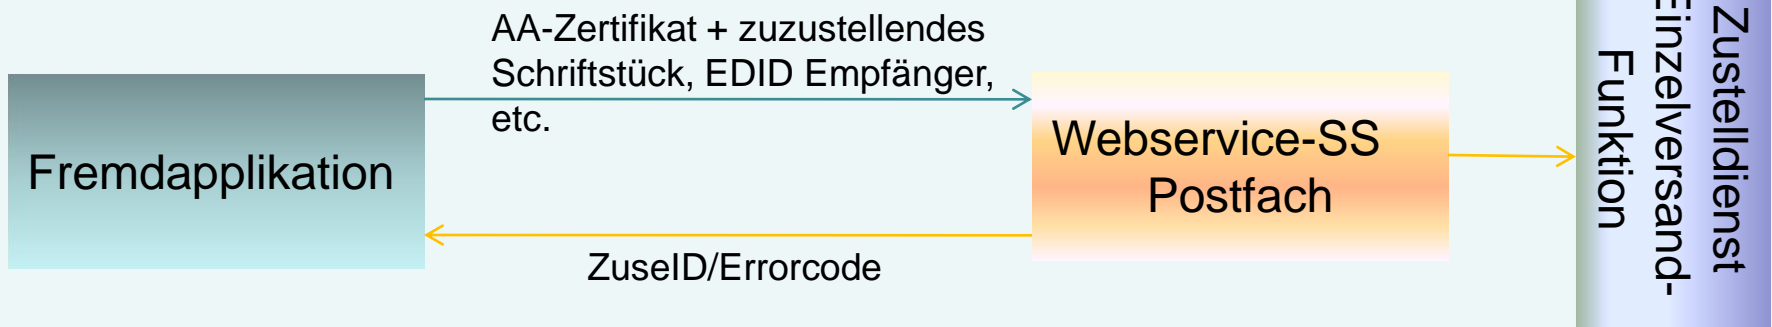 AA-Zertifikat + zuzustellendes
Schriftstück, EDID Empfänger,
etc.
Fremdapplikation
Webservice-SS
Postfach
ZuseID/Errorcode
Zustelldienst
Einzelversand-
Funktion